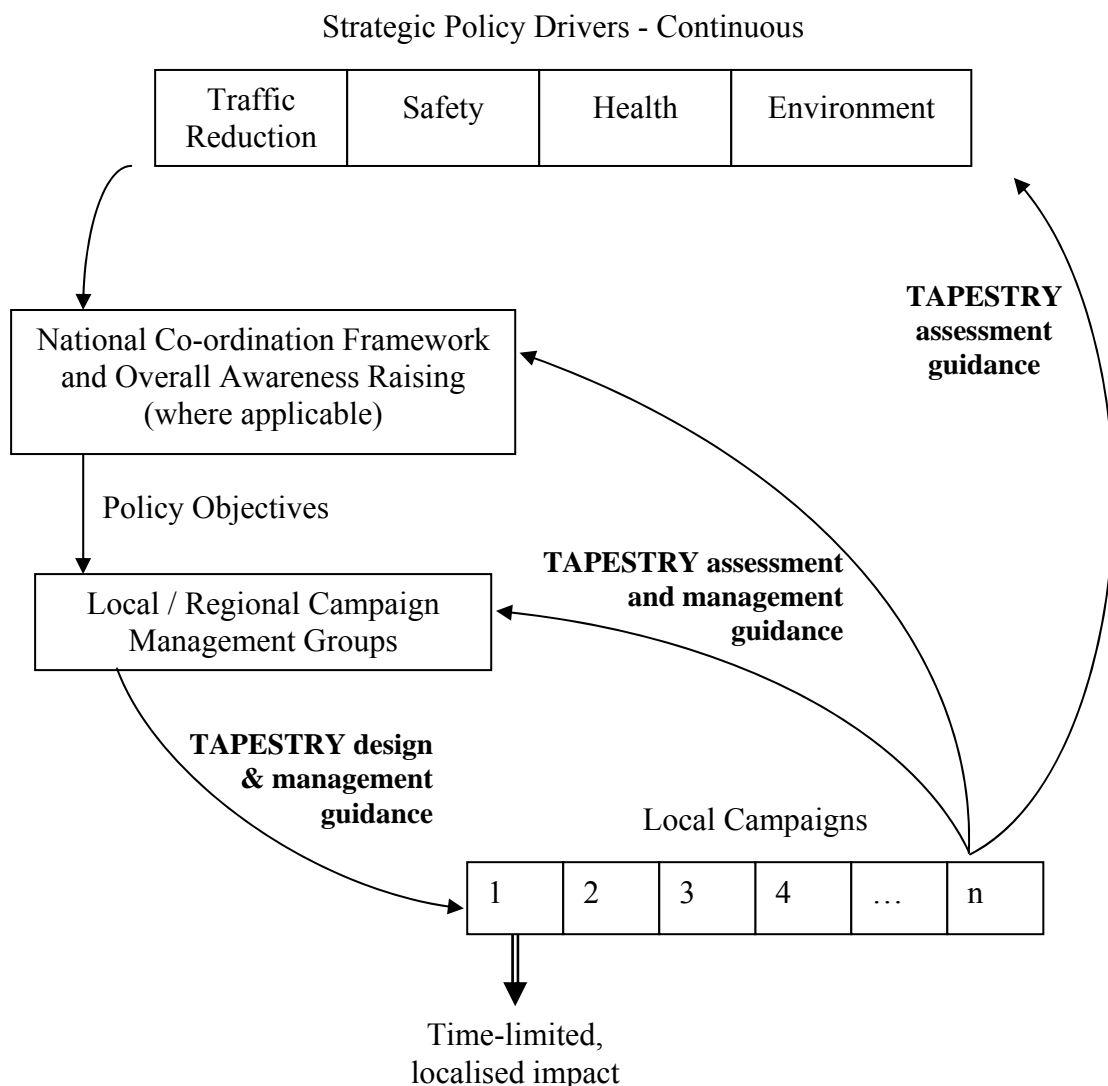 Strategic Policy Drivers - Continuous
Traffic
Reduction
Safety
Health
Environment
TAPESTRY
assessment
guidance
National Co-ordination Framework
and Overall Awareness Raising
(where applicable)
Policy Objectives
TAPESTRY assessment
and management
guidance
Local / Regional Campaign
Management Groups
TAPESTRY design
& management
guidance
Local Campaigns
1
2
3
4
…
n
Time-limited,
localised impact